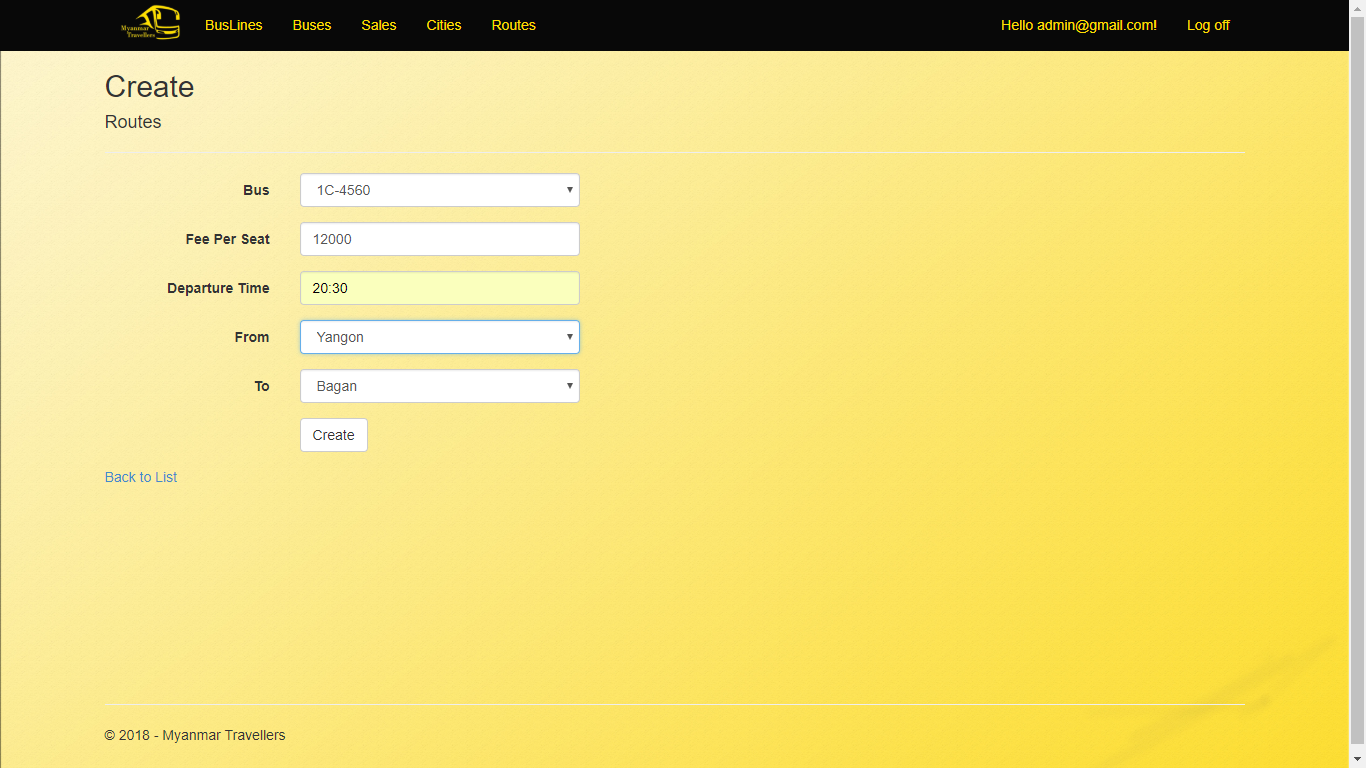 Myanmar
Travellers
BusLines Buses Sales Cities Routes Hello admin@gmail.com! Log off
Create
Routes
Bus 1C-4560
Fee Per Seat 12000
Departure Time 20:30
From Yangon
To Bagan
Create
Back to List
© 2018 - Myanmar Travellers